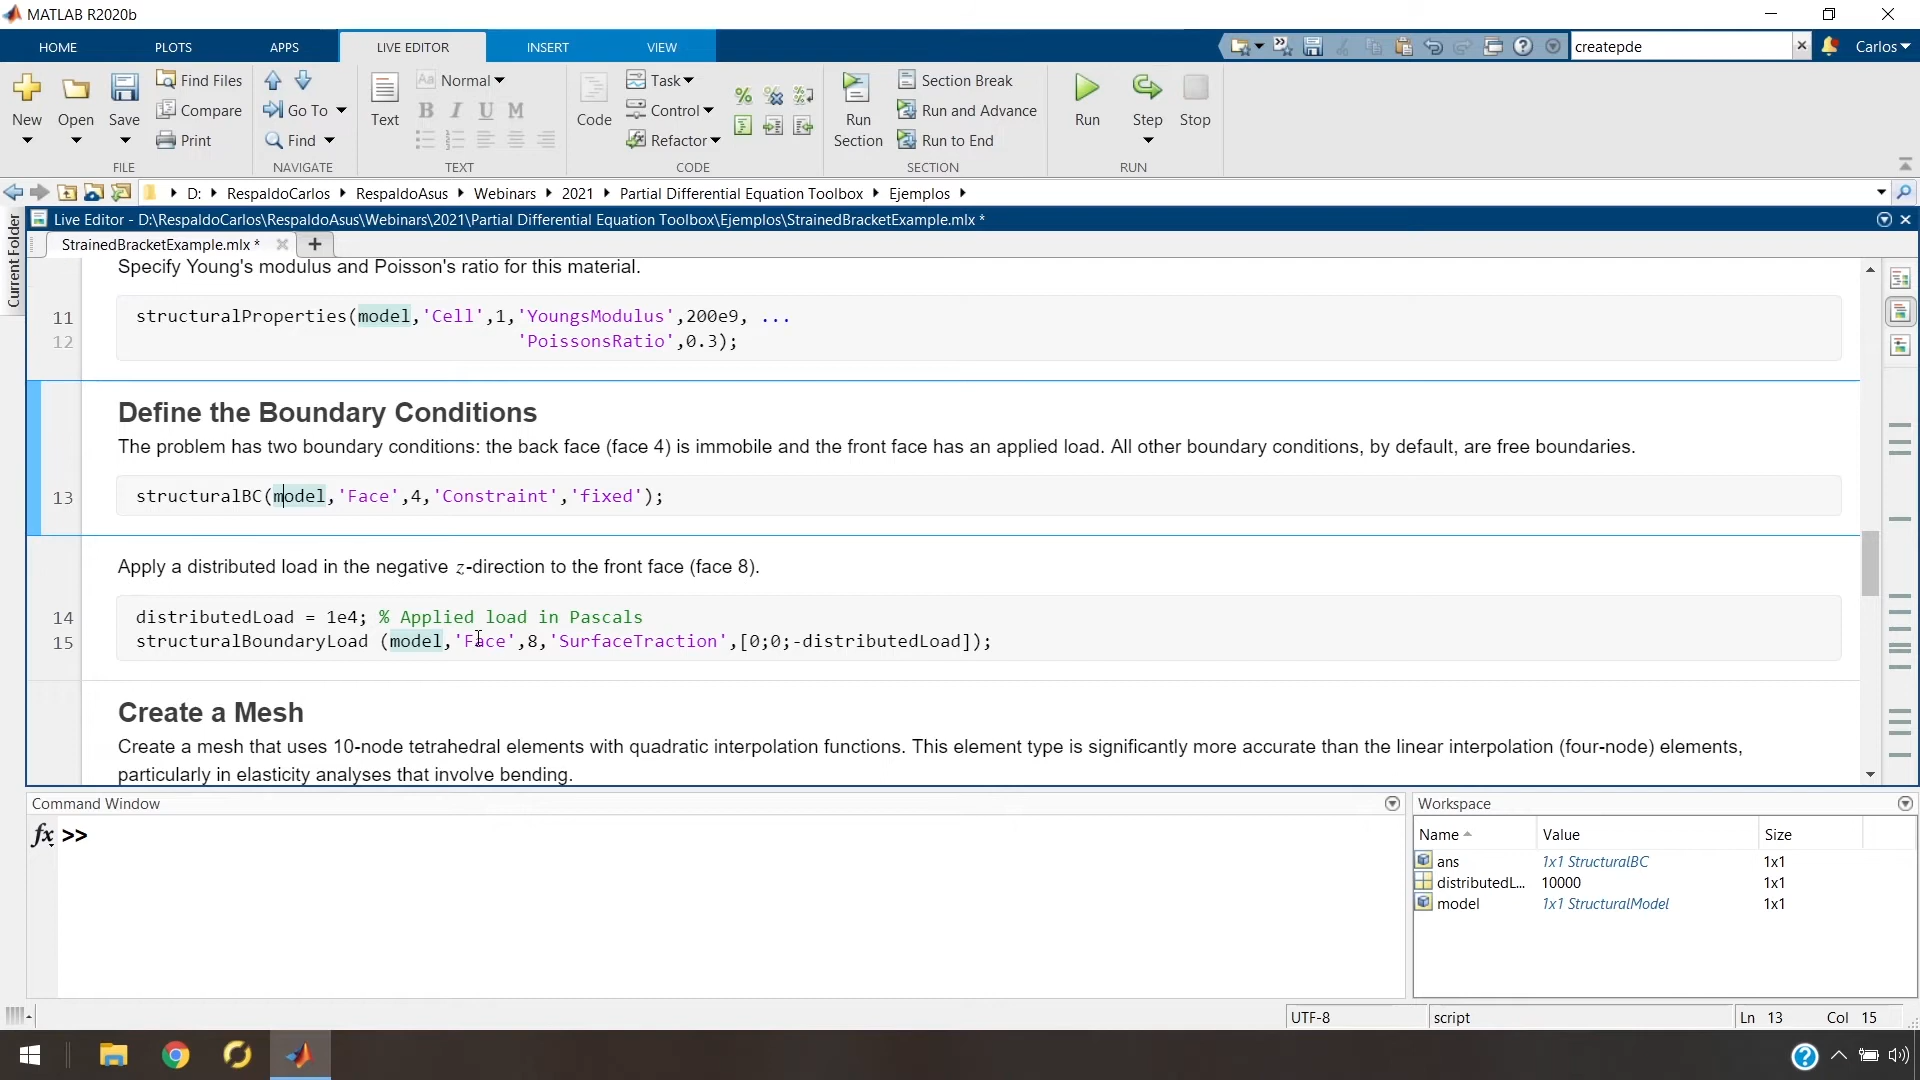 MATLAB R2020b
HOME PLOTS APPS LIVE EDITOR INSERT VIEW createpde Carlos
New Open Save Find Files Compare Print
FILE
Go To Find
NAVIGATE
Text Aa Normal B I U M
TEXT
Code Task Control Refactor
CODE
Run Section Section Break Run and Advance Run to End
SECTION
Run Step Stop
RUN
D: RespaldoCarlos RespaldoAsus Webinars 2021 Partial Differential Equation Toolbox Ejemplos
Current Folder
Live Editor - D:\RespaldoCarlos\RespaldoAsus\Webinars\2021\Partial Differential Equation Toolbox\Ejemplos\StrainedBracketExample.mlx *
StrainedBracketExample.mlx *
Specify Young's modulus and Poisson's ratio for this material.
11 structuralProperties(model,'Cell',1,'YoungsModulus',200e9, ...
12 'PoissonsRatio',0.3);
Define the Boundary Conditions
The problem has two boundary conditions: the back face (face 4) is immobile and the front face has an applied load. All other boundary conditions, by default, are free boundaries.
13 structuralBC(model,'Face',4,'Constraint','fixed');
Apply a distributed load in the negative z-direction to the front face (face 8).
14 distributedLoad = 1e4; % Applied load in Pascals
15 structuralBoundaryLoad (model,'Face',8,'SurfaceTraction',[0;0;-distributedLoad]);
Create a Mesh
Create a mesh that uses 10-node tetrahedral elements with quadratic interpolation functions. This element type is significantly more accurate than the linear interpolation (four-node) elements,
particularly in elasticity analyses that involve bending.
Command Window
fx >>
Workspace
Name Value Size
ans 1x1 StructuralBC 1x1
distributedL... 10000 1x1
model 1x1 StructuralModel 1x1
UTF-8 script Ln 13 Col 15